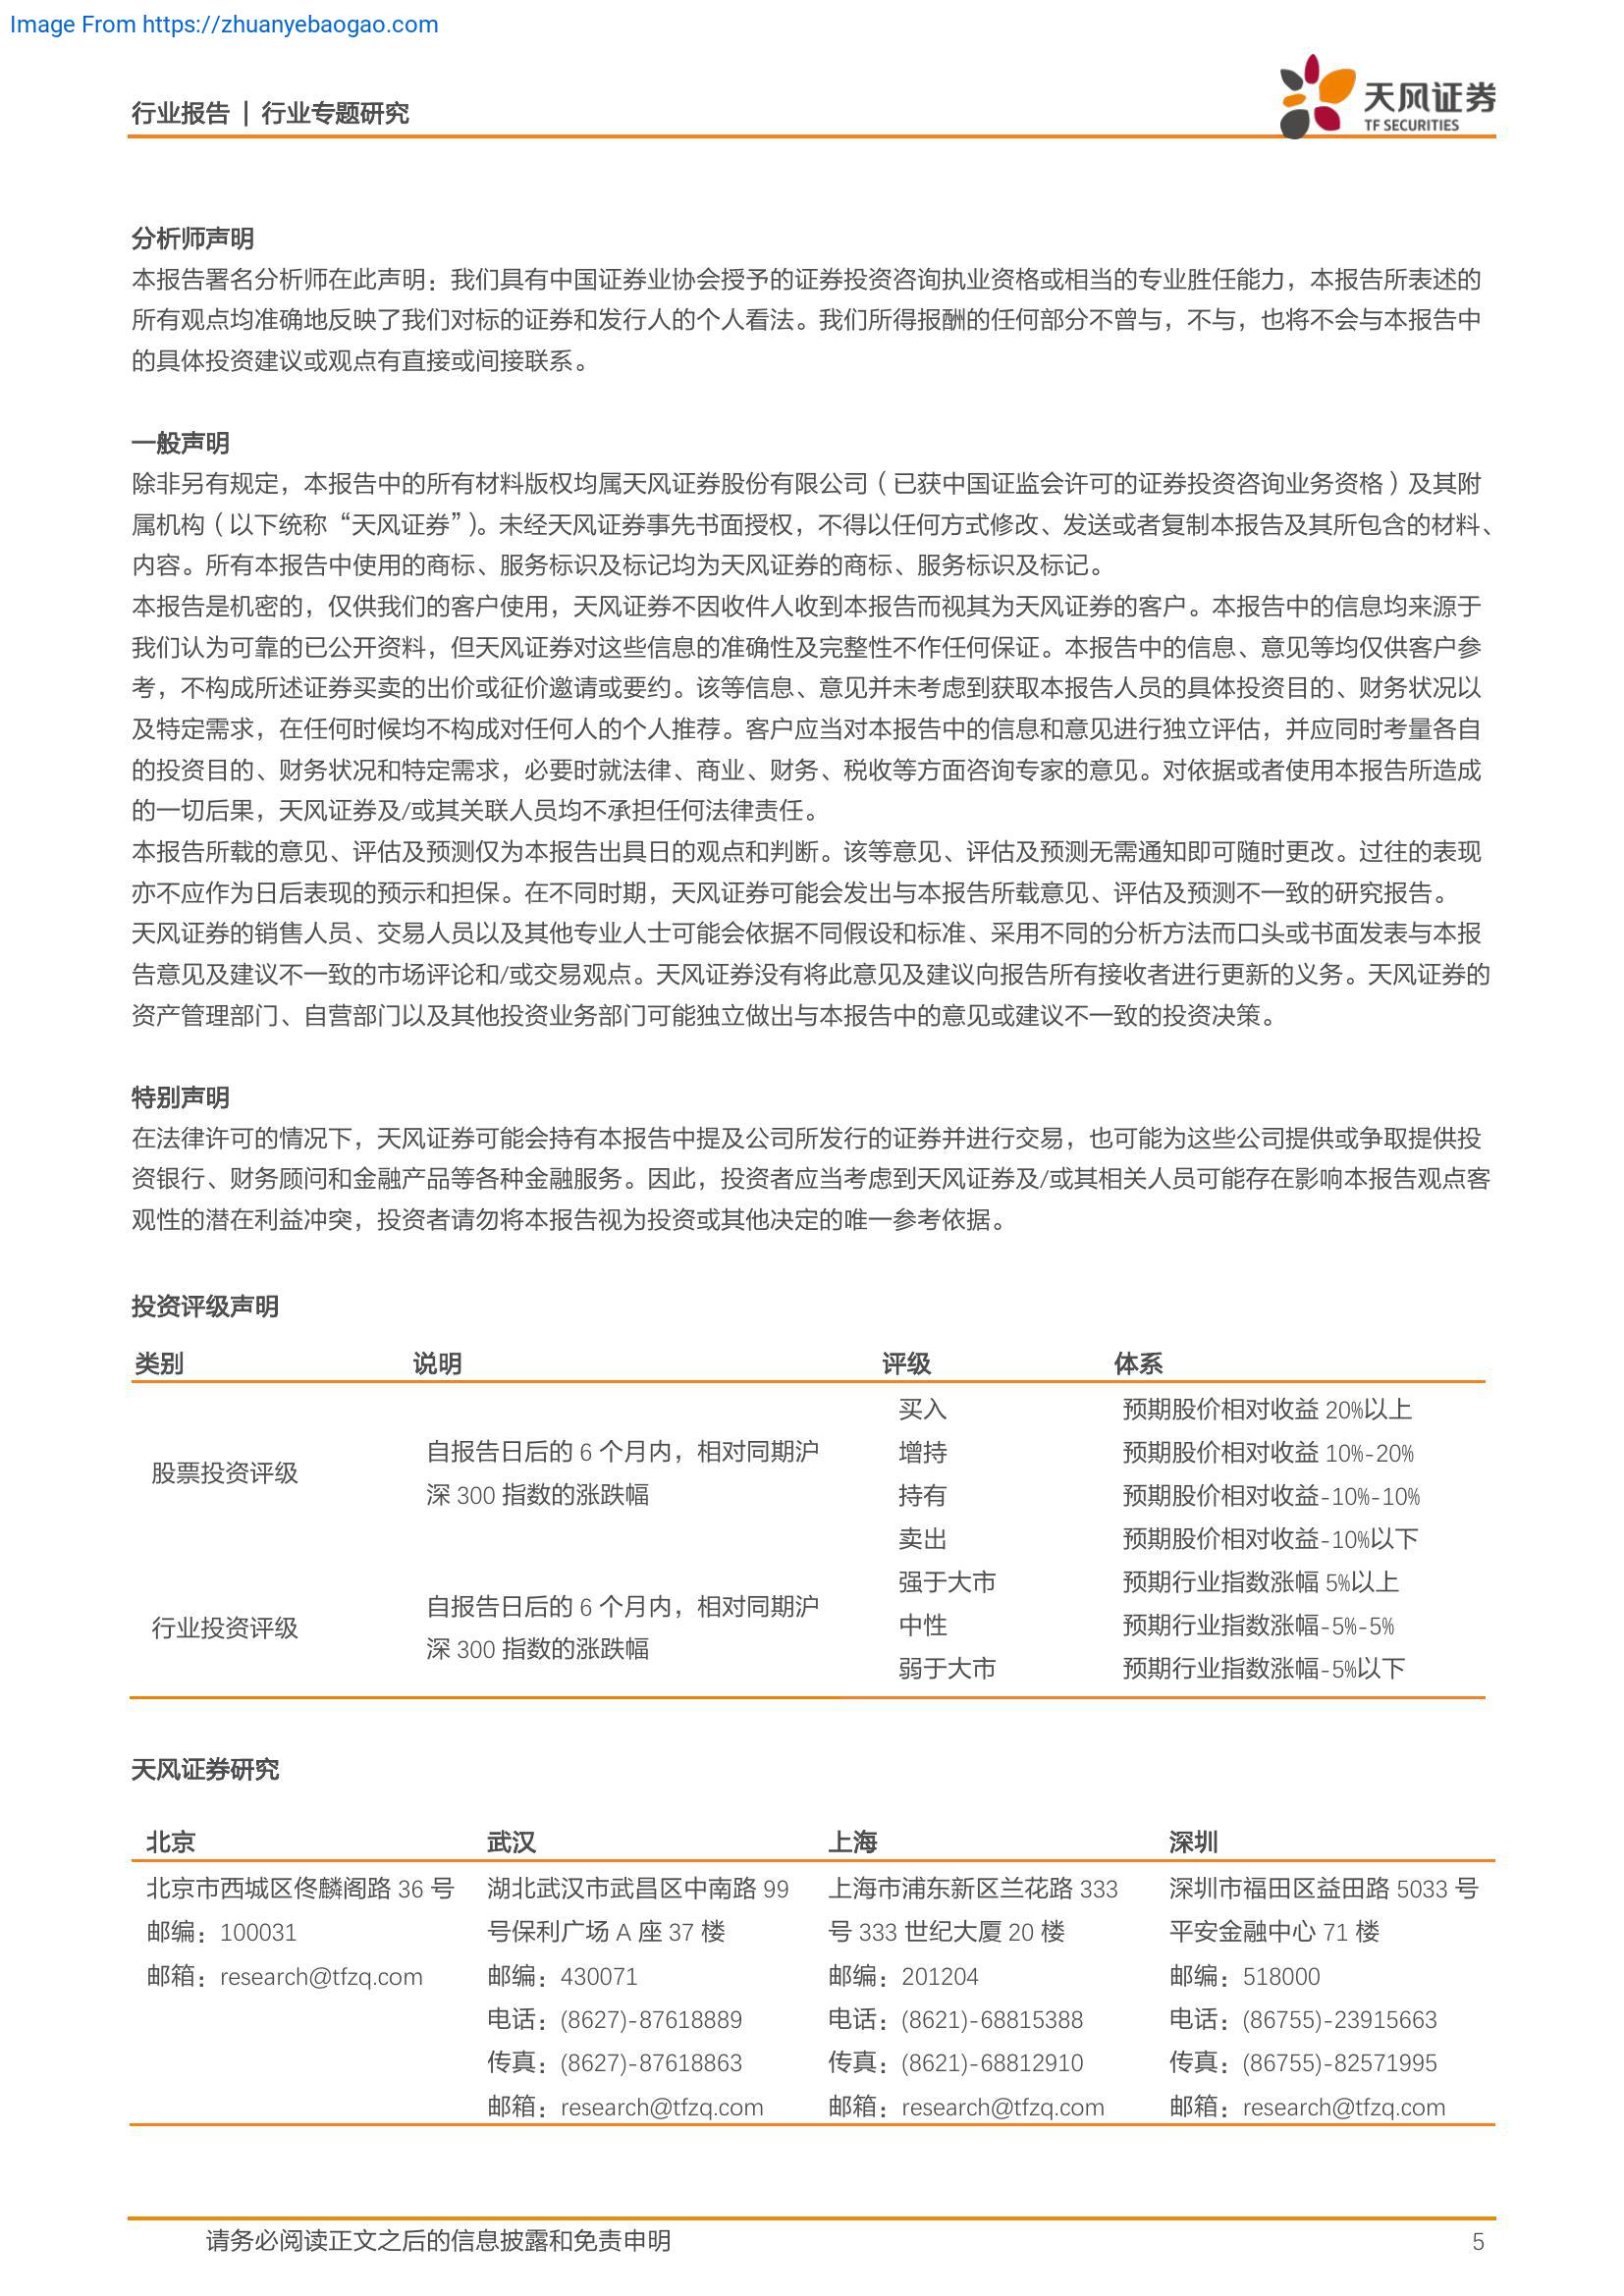 Image From https://zhuanyebaogao.com
行业报告 | 行业专题研究
天风证券
TF SECURITIES
分析师声明
本报告署名分析师在此声明：我们具有中国证券业协会授予的证券投资咨询执业资格或相当的专业胜任能力，本报告所表述的
所有观点均准确地反映了我们对标的证券和发行人的个人看法。我们所得报酬的任何部分不曾与，不与，也将不会与本报告中
的具体投资建议或观点有直接或间接联系。
一般声明
除非另有规定，本报告中的所有材料版权均属天风证券股份有限公司（已获中国证监会许可的证券投资咨询业务资格）及其附
属机构（以下统称“天风证券”）。未经天风证券事先书面授权，不得以任何方式修改、发送或者复制本报告及其所包含的材料、
内容。所有本报告中使用的商标、服务标识及标记均为天风证券的商标、服务标识及标记。
本报告是机密的，仅供我们的客户使用，天风证券不因收件人收到本报告而视其为天风证券的客户。本报告中的信息均来源于
我们认为可靠的已公开资料，但天风证券对这些信息的准确性及完整性不作任何保证。本报告中的信息、意见等均仅供客户参
考，不构成所述证券买卖的出价或征价邀请或要约。该等信息、意见并未考虑到获取本报告人员的具体投资目的、财务状况以
及特定需求，在任何时候均不构成对任何人的个人推荐。客户应当对本报告中的信息和意见进行独立评估，并应同时考量各自
的投资目的、财务状况和特定需求，必要时就法律、商业、财务、税收等方面咨询专家的意见。对依据或者使用本报告所造成
的一切后果，天风证券及/或其关联人员均不承担任何法律责任。
本报告所载的意见、评估及预测仅为本报告出具日的观点和判断。该等意见、评估及预测无需通知即可随时更改。过往的表现
亦不应作为日后表现的预示和担保。在不同时期，天风证券可能会发出与本报告所载意见、评估及预测不一致的研究报告。
天风证券的销售人员、交易人员以及其他专业人士可能会依据不同假设和标准、采用不同的分析方法而口头或书面发表与本报
告意见及建议不一致的市场评论和/或交易观点。天风证券没有将此意见及建议向报告所有接收者进行更新的义务。天风证券的
资产管理部门、自营部门以及其他投资业务部门可能独立做出与本报告中的意见或建议不一致的投资决策。
特别声明
在法律许可的情况下，天风证券可能会持有本报告中提及公司所发行的证券并进行交易，也可能为这些公司提供或争取提供投
资银行、财务顾问和金融产品等各种金融服务。因此，投资者应当考虑到天风证券及/或其相关人员可能存在影响本报告观点客
观性的潜在利益冲突，投资者请勿将本报告视为投资或其他决定的唯一参考依据。
投资评级声明
类别 说明 评级 体系
股票投资评级
自报告日后的 6 个月内，相对同期沪
深 300 指数的涨跌幅
买入 预期股价相对收益 20%以上
增持 预期股价相对收益 10%-20%
持有 预期股价相对收益-10%-10%
卖出 预期股价相对收益-10%以下
行业投资评级
自报告日后的 6 个月内，相对同期沪
深 300 指数的涨跌幅
强于大市 预期行业指数涨幅 5%以上
中性 预期行业指数涨幅-5%-5%
弱于大市 预期行业指数涨幅-5%以下
天风证券研究
北京
北京市西城区佟麟阁路 36 号
邮编：100031
邮箱：research@tfzq.com
武汉
湖北武汉市武昌区中南路 99
号保利广场 A 座 37 楼
邮编：430071
电话：(8627)-87618889
传真：(8627)-87618863
邮箱：research@tfzq.com
上海
上海市浦东新区兰花路 333
号 333 世纪大厦 20 楼
邮编：201204
电话：(8621)-68815388
传真：(8621)-68812910
邮箱：research@tfzq.com
深圳
深圳市福田区益田路 5033 号
平安金融中心 71 楼
邮编：518000
电话：(86755)-23915663
传真：(86755)-82571995
邮箱：research@tfzq.com
请务必阅读正文之后的信息披露和免责申明 5